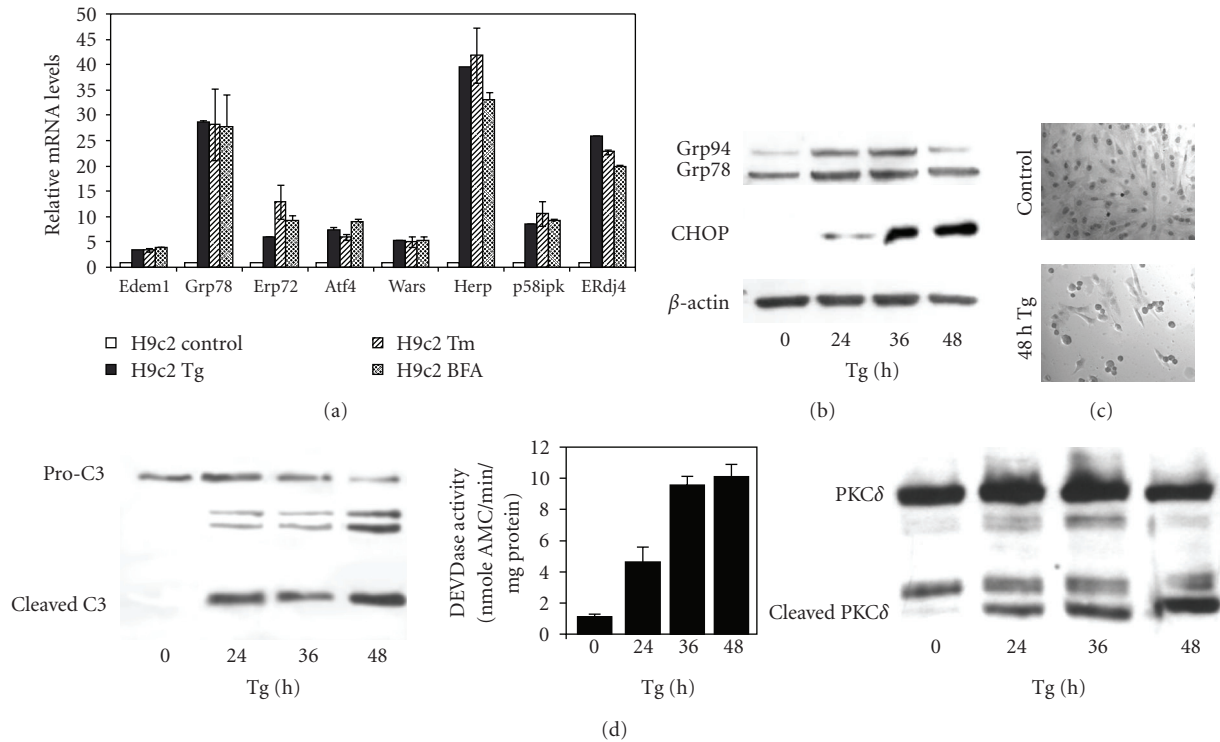 Relative mRNA levels
50
45
40
35
30
25
20
15
10
5
0
Edem1 Grp78 Erp72 Atf4 Wars Herp p58ipk ERdj4
H9c2 control
H9c2 Tm
H9c2 Tg
H9c2 BFA
(a)
Grp94
Grp78
CHOP
β-actin
0 24 36 48
Tg (h)
(b)
Control
48 h Tg
(c)
Pro-C3
Cleaved C3
0 24 36 48
Tg (h)
DEVDase activity
(nmole AMC/min/
mg protein)
12
10
8
6
4
2
0
0 24 36 48
Tg (h)
PKCδ
Cleaved PKCδ
0 24 36 48
Tg (h)
(d)